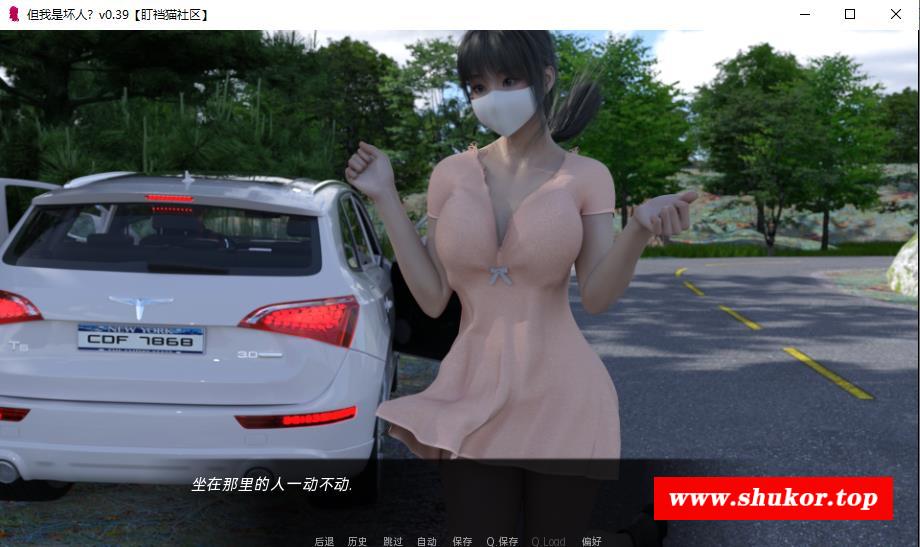 但我是坏人？v0.39【盯裆猫社区】
NEW YORK
CDF 7868
T6
3.0
坐在那里的人一动不动.
www.shukor.top
后退 历史 跳过 自动 保存 Q.保存 Q.Load 偏好